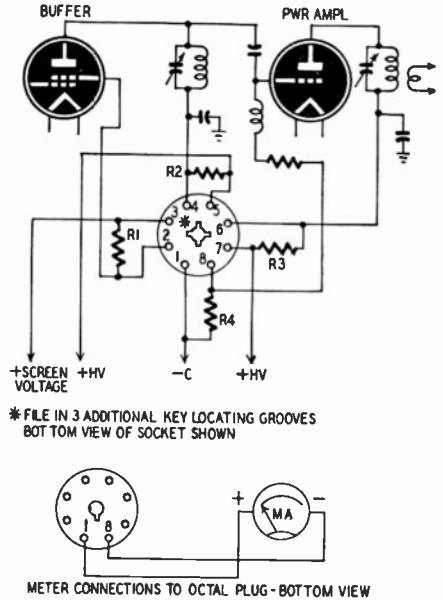 BUFFER
PWR AMPL
R2
3 4 5
2 6
R1
1 8 7
R3
R4
+SCREEN VOLTAGE
+HV
-C
+HV
* FILE IN 3 ADDITIONAL KEY LOCATING GROOVES
BOTTOM VIEW OF SOCKET SHOWN
+ -
MA
1 8
METER CONNECTIONS TO OCTAL PLUG-BOTTOM VIEW